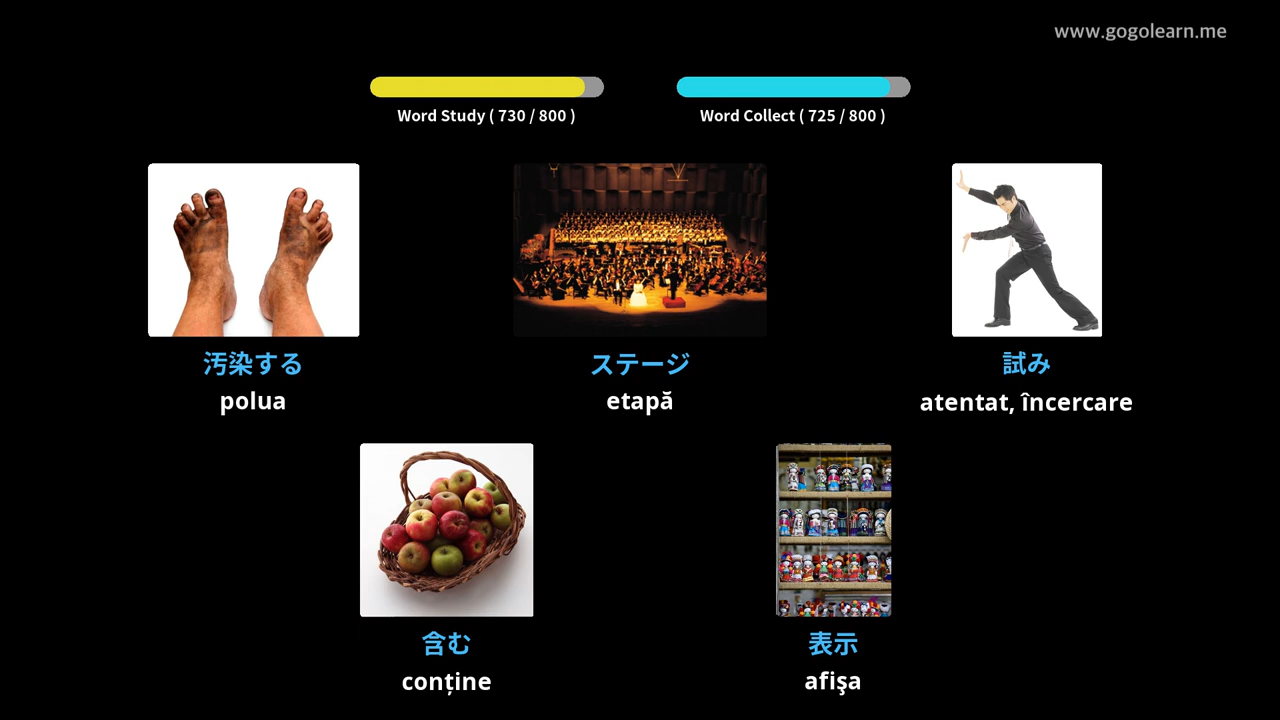 www.gogolearn.me
Word Study ( 730 / 800 )
Word Collect ( 725 / 800 )
汚染する
polua
ステージ
etapă
試み
atentat, încercare
含む
conține
表示
afişa